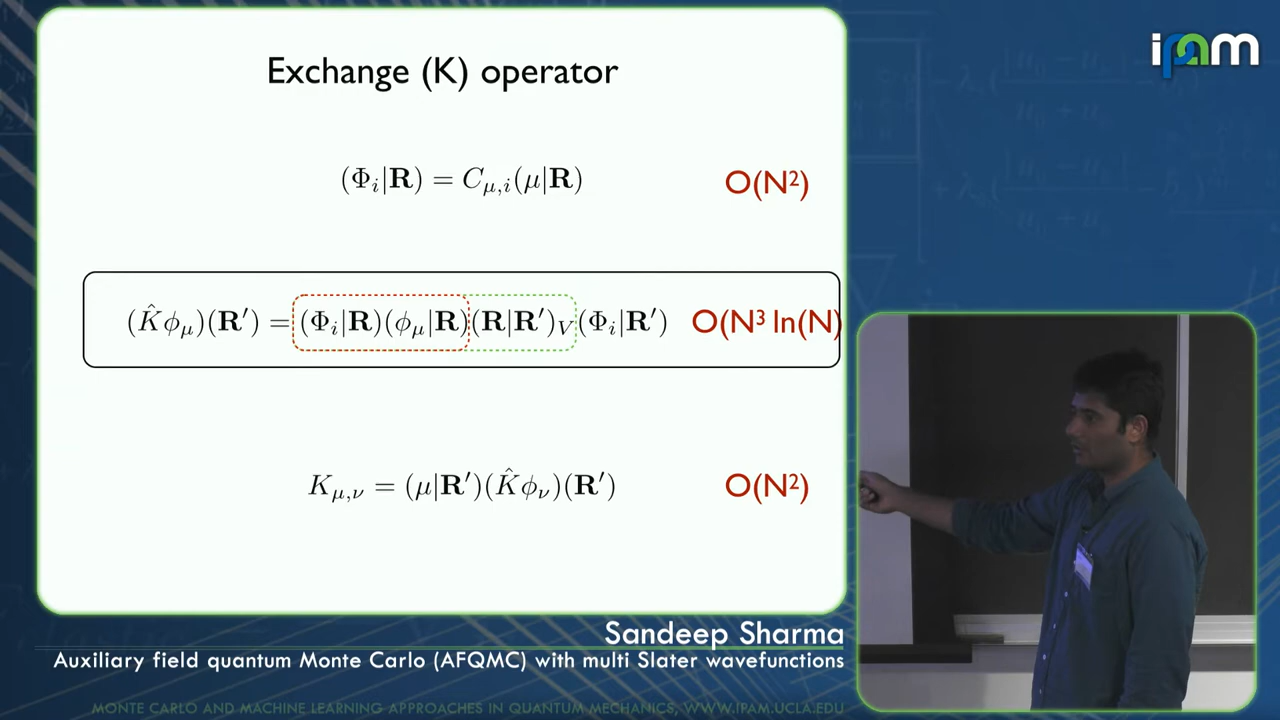 ipam
Exchange (K) operator
(Φ_i|R) = C_{μ,i}(μ|R) O(N²)
(K̂φ_μ)(R′) = (Φ_i|R)(φ_μ|R)(R|R′)_V(Φ_i|R′) O(N³ ln(N)
K_{μ,ν} = (μ|R′)(K̂φ_ν)(R′) O(N²)
Sandeep Sharma
Auxiliary field quantum Monte Carlo (AFQMC) with multi Slater wavefunctions
MONTE CARLO AND MACHINE LEARNING APPROACHES IN QUANTUM MECHANICS, WWW.IPAM.UCLA.EDU